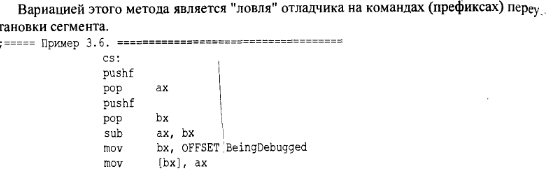 Вариацией этого метода является "ловля" отладчика на командах (префиксах) переу
тановки сегмента.
;===== Пример 3.6. ===================================
cs:
pushf
pop ax
pushf
pop bx
sub ax, bx
mov bx, OFFSET BeingDebugged
mov [bx], ax